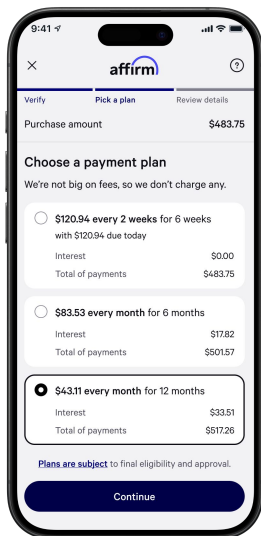 9:41
affirm
Verify Pick a plan Review details
Purchase amount $483.75
Choose a payment plan
We're not big on fees, so we don't charge any.
$120.94 every 2 weeks for 6 weeks
with $120.94 due today
Interest $0.00
Total of payments $483.75
$83.53 every month for 6 months
Interest $17.82
Total of payments $501.57
$43.11 every month for 12 months
Interest $33.51
Total of payments $517.26
Plans are subject to final eligibility and approval.
Continue